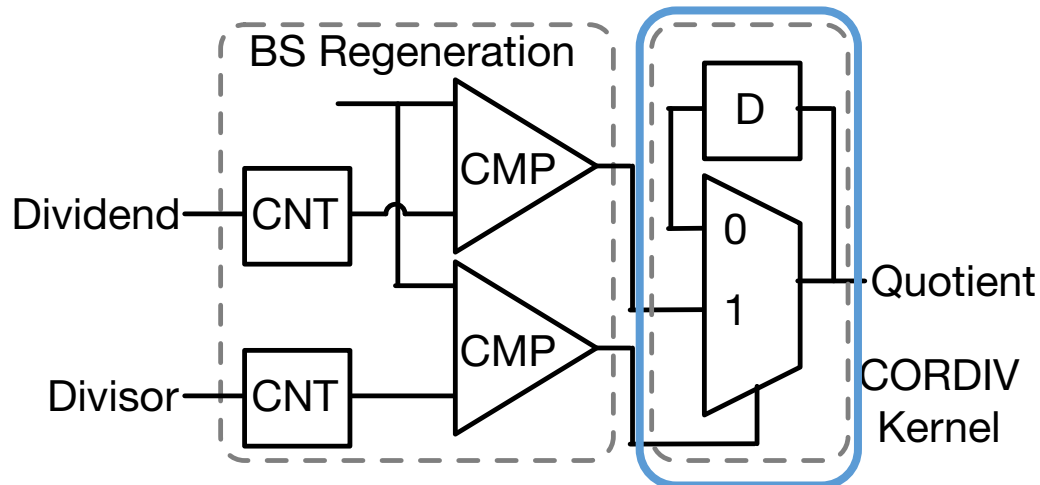 BS Regeneration
D
CMP
Dividend
CNT
0
Quotient
1
CMP
CORDIV
Kernel
Divisor
CNT